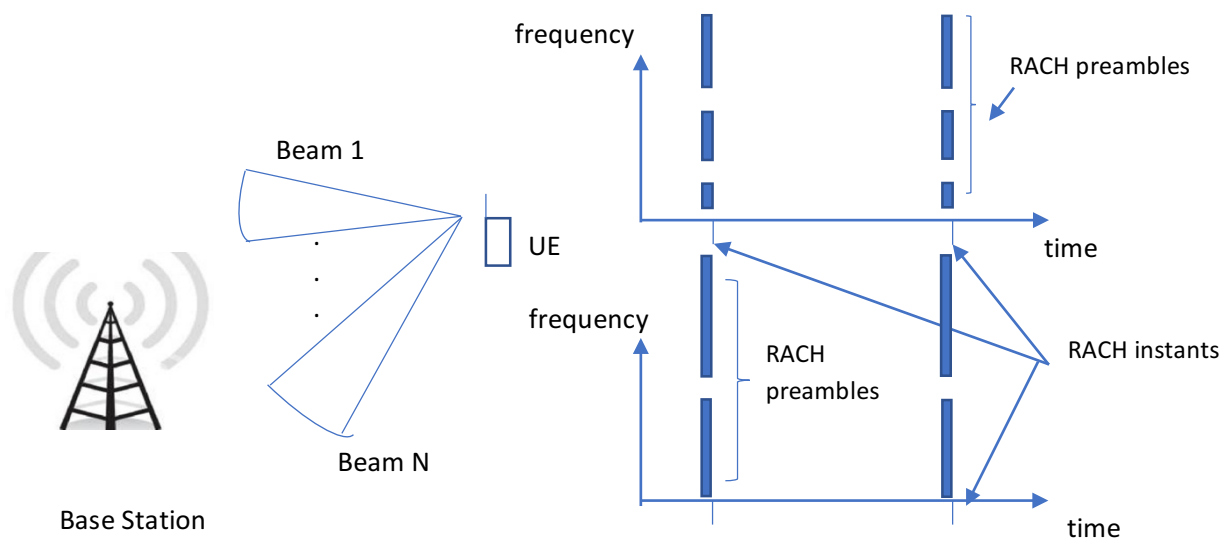 frequency
RACH preambles
Beam 1
UE
time
frequency
RACH
preambles
RACH instants
Beam N
Base Station
time